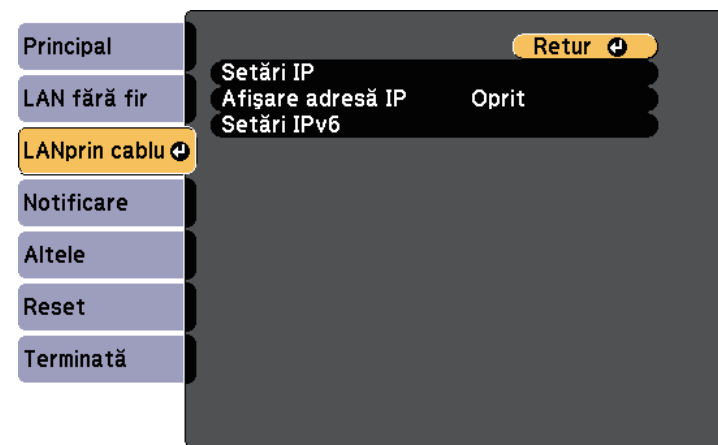 Principal
LAN fără fir
LANprin cablu
Notificare
Altele
Reset
Terminată
Retur
Setări IP
Afişare adresă IP Oprit
Setări IPv6